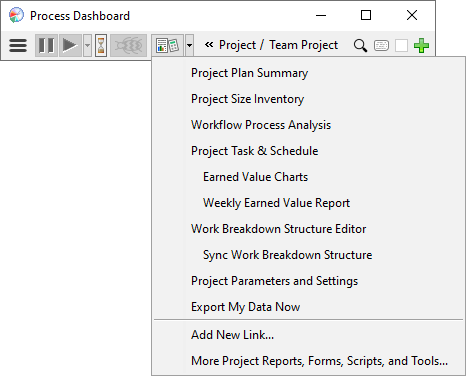 Process Dashboard
« Project / Team Project
Project Plan Summary
Project Size Inventory
Workflow Process Analysis
Project Task & Schedule
Earned Value Charts
Weekly Earned Value Report
Work Breakdown Structure Editor
Sync Work Breakdown Structure
Project Parameters and Settings
Export My Data Now
Add New Link...
More Project Reports, Forms, Scripts, and Tools...